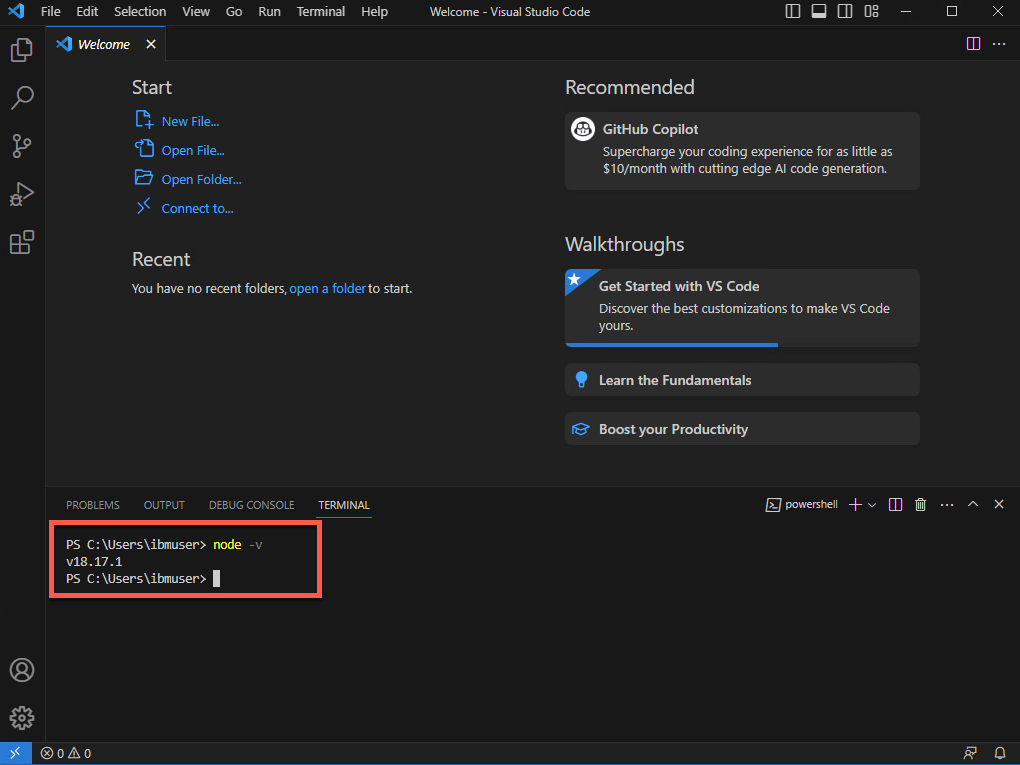 File Edit Selection View Go Run Terminal Help Welcome - Visual Studio Code
Welcome
Start
New File...
Open File...
Open Folder...
Connect to...
Recent
You have no recent folders, open a folder to start.
Recommended
GitHub Copilot
Supercharge your coding experience for as little as
$10/month with cutting edge AI code generation.
Walkthroughs
Get Started with VS Code
Discover the best customizations to make VS Code
yours.
Learn the Fundamentals
Boost your Productivity
PROBLEMS OUTPUT DEBUG CONSOLE TERMINAL powershell
PS C:\Users\ibmuser> node -v
v18.17.1
PS C:\Users\ibmuser>
0 0